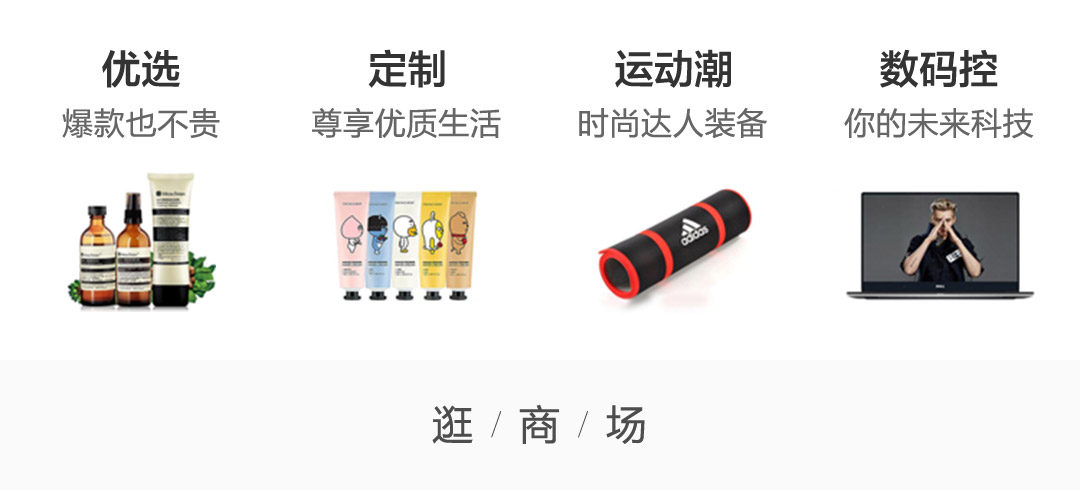 优选
爆款也不贵
定制
尊享优质生活
运动潮
时尚达人装备
adidas
数码控
你的未来科技
DELL
逛 / 商 / 场